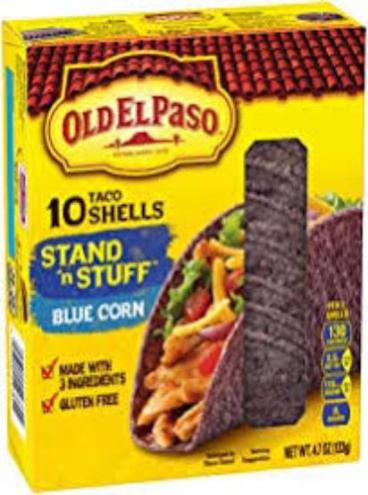 OLD EL PASO
10 TACO SHELLS
STAND
'n STUFF
BLUE CORN
MADE WITH
3 INGREDIENTS
GLUTEN FREE
130
NET WT. 4.7 OZ (133g)